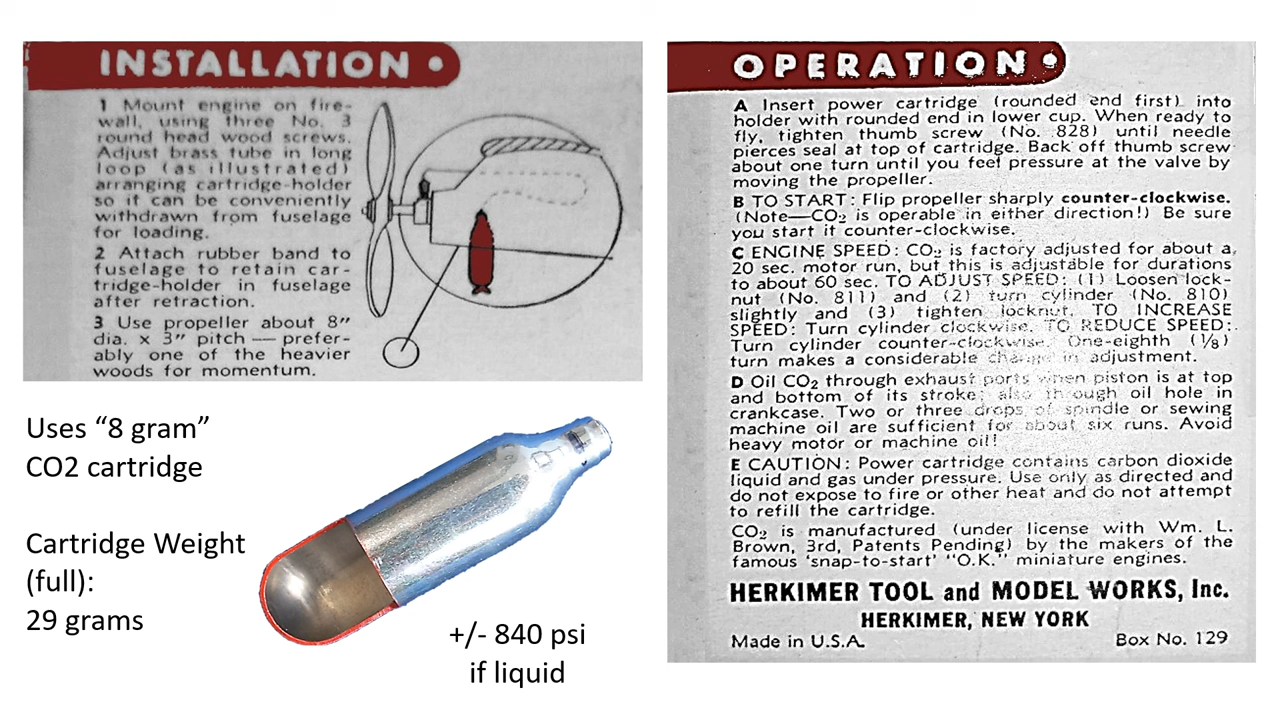 INSTALLATION •
1 Mount engine on fire-
wall, using three No. 3
round head wood screws.
Adjust brass tube in long
loop (as illustrated)
arranging cartridge-holder
so it can be conveniently
withdrawn from fuselage
for loading.
2 Attach rubber band to
fuselage to retain car-
tridge-holder in fuselage
after retraction.
3 Use propeller about 8″
dia. x 3″ pitch — prefer-
ably one of the heavier
woods for momentum.
Uses “8 gram”
CO2 cartridge
Cartridge Weight
(full):
29 grams
+/- 840 psi
if liquid
OPERATION •
A Insert power cartridge (rounded end first) into
holder with rounded end in lower cup. When ready to
fly, tighten thumb screw (No. 828) until needle
pierces seal at top of cartridge. Back off thumb screw
about one turn until you feel pressure at the valve by
moving the propeller.
B TO START: Flip propeller sharply counter-clockwise.
(Note—CO₂ is operable in either direction!) Be sure
you start it counter-clockwise.
C ENGINE SPEED: CO₂ is factory adjusted for about a
20 sec. motor run, but this is adjustable for durations
to about 60 sec. TO ADJUST SPEED: (1) Loosen lock-
nut (No. 811) and (2) turn cylinder (No. 810)
slightly and (3) tighten locknut. TO INCREASE
SPEED: Turn cylinder clockwise. TO REDUCE SPEED:
Turn cylinder counter-clockwise. One-eighth (⅛)
turn makes a considerable change in adjustment.
D Oil CO₂ through exhaust ports when piston is at top
and bottom of its stroke; also through oil hole in
crankcase. Two or three drops of spindle or sewing
machine oil are sufficient for about six runs. Avoid
heavy motor or machine oil!
E CAUTION: Power cartridge contains carbon dioxide
liquid and gas under pressure. Use only as directed and
do not expose to fire or other heat and do not attempt
to refill the cartridge.
CO₂ is manufactured (under license with Wm. L.
Brown, 3rd, Patents Pending) by the makers of the
famous 'snap-to-start' "O.K." miniature engines.
HERKIMER TOOL and MODEL WORKS, Inc.
HERKIMER, NEW YORK
Made in U.S.A. Box No. 129